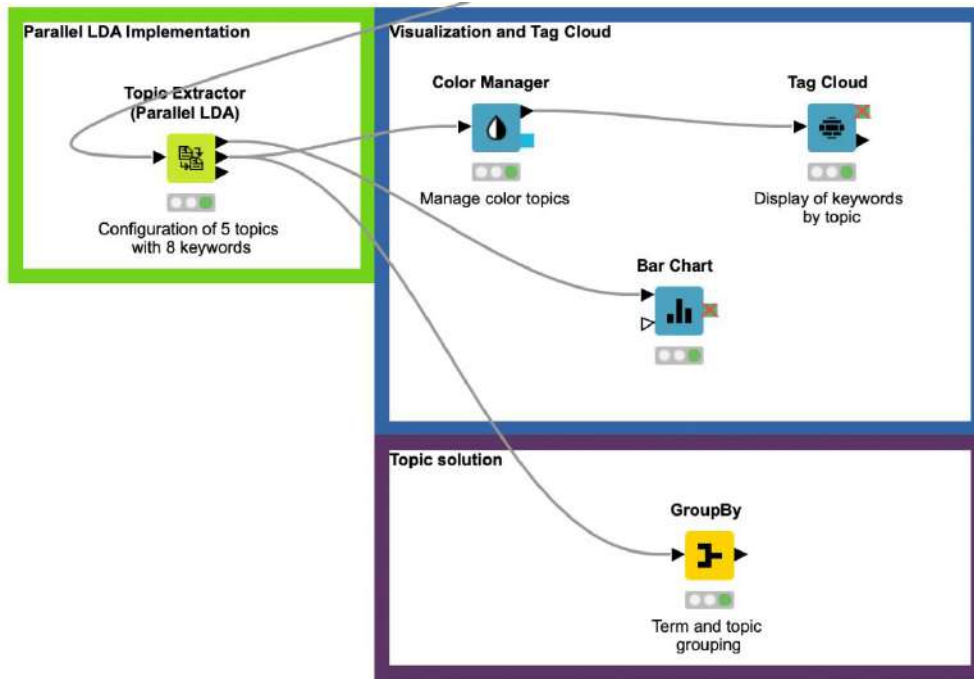 Parallel LDA Implementation
Topic Extractor
(Parallel LDA)
Configuration of 5 topics
with 8 keywords
Visualization and Tag Cloud
Color Manager
Manage color topics
Tag Cloud
Display of keywords
by topic
Bar Chart
Topic solution
GroupBy
Term and topic
grouping